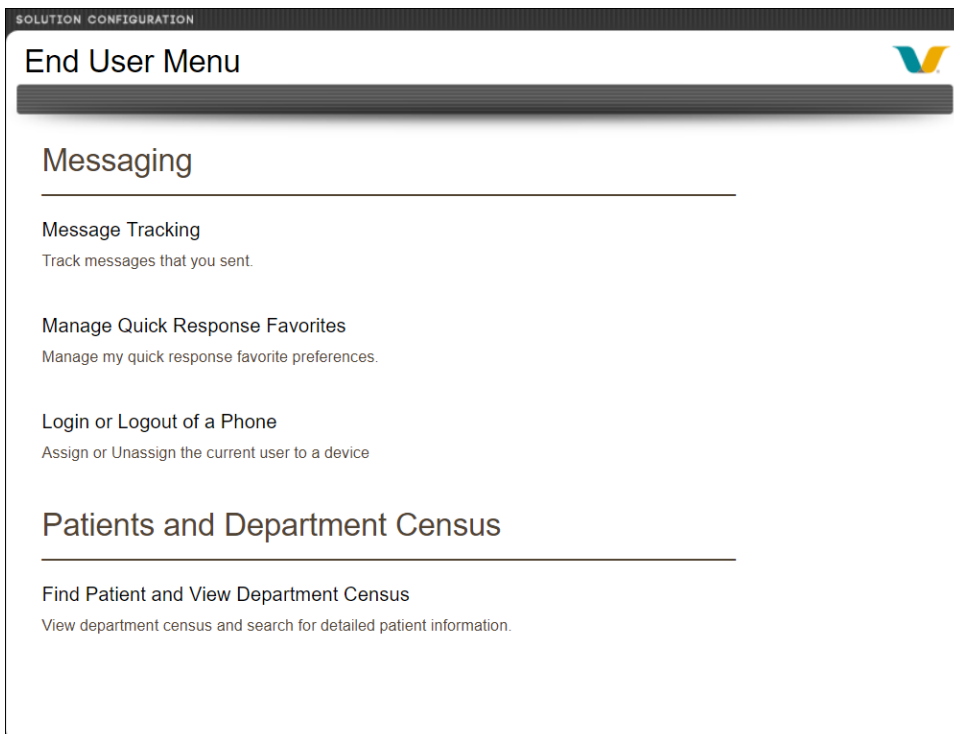 SOLUTION CONFIGURATION
End User Menu
Messaging
Message Tracking
Track messages that you sent.
Manage Quick Response Favorites
Manage my quick response favorite preferences.
Login or Logout of a Phone
Assign or Unassign the current user to a device
Patients and Department Census
Find Patient and View Department Census
View department census and search for detailed patient information.